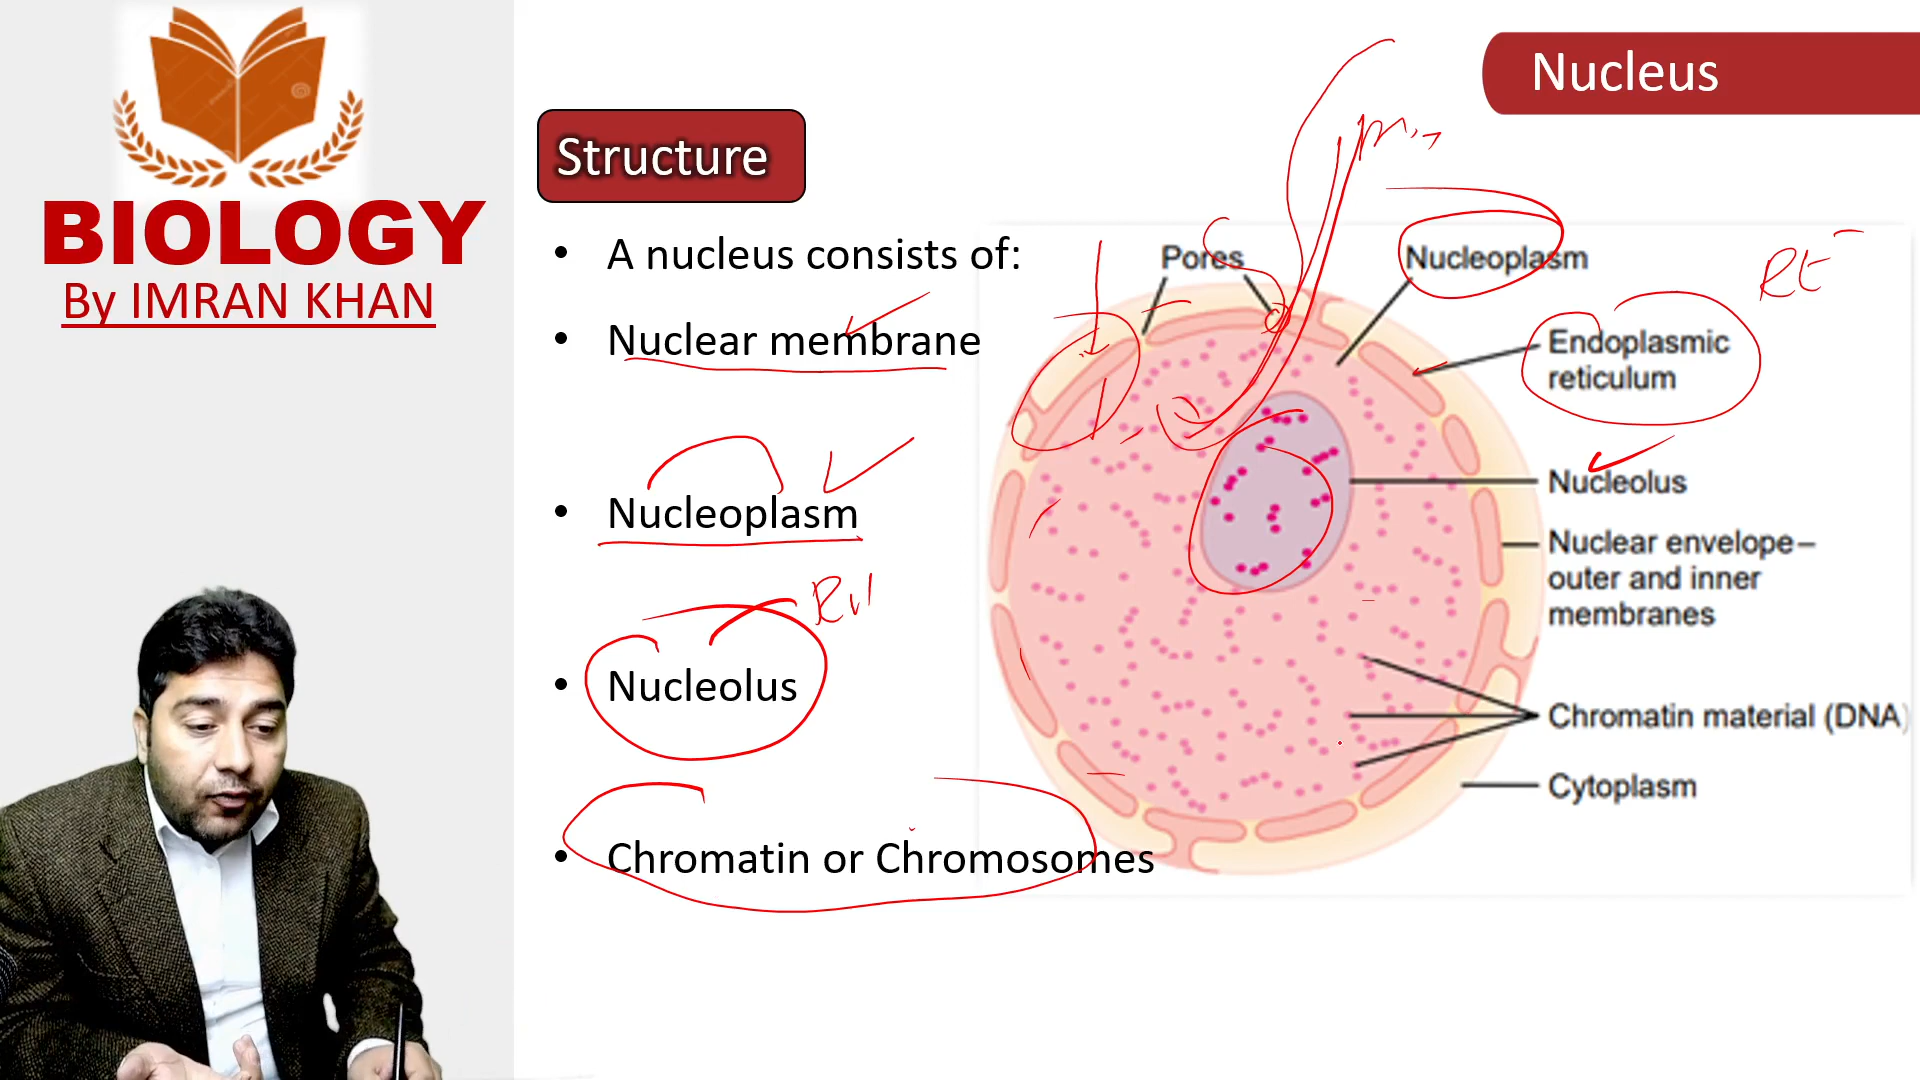 BIOLOGY
By IMRAN KHAN
Nucleus
Structure
• A nucleus consists of:
• Nuclear membrane
• Nucleoplasm
• Nucleolus
• Chromatin or Chromosomes
Pores
Nucleoplasm
Endoplasmic
reticulum
Nucleolus
Nuclear envelope–
outer and inner
membranes
Chromatin material (DNA)
Cytoplasm